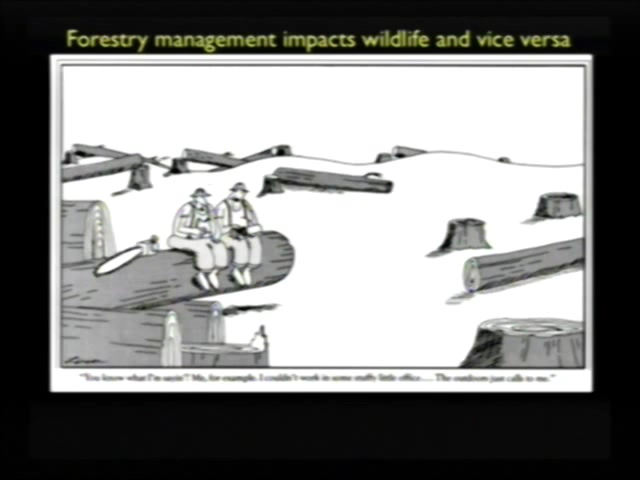 Forestry management impacts wildlife and vice versa
"You know what I'm sayin'? Me, for example. I couldn't work in some stuffy little office.... The outdoors just calls to me."